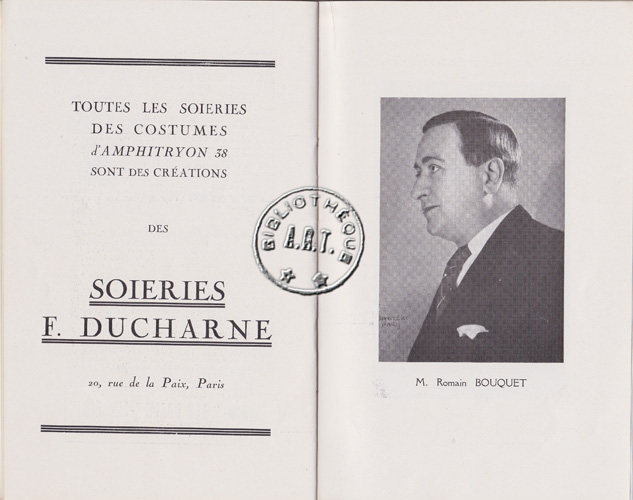 TOUTES LES SOIERIES
DES COSTUMES
d'AMPHITRYON 38
SONT DES CRÉATIONS
DES
SOIERIES
F. DUCHARNE
20, rue de la Paix, Paris
BIBLIOTHÈQUE
A.R.T.
M. Romain BOUQUET